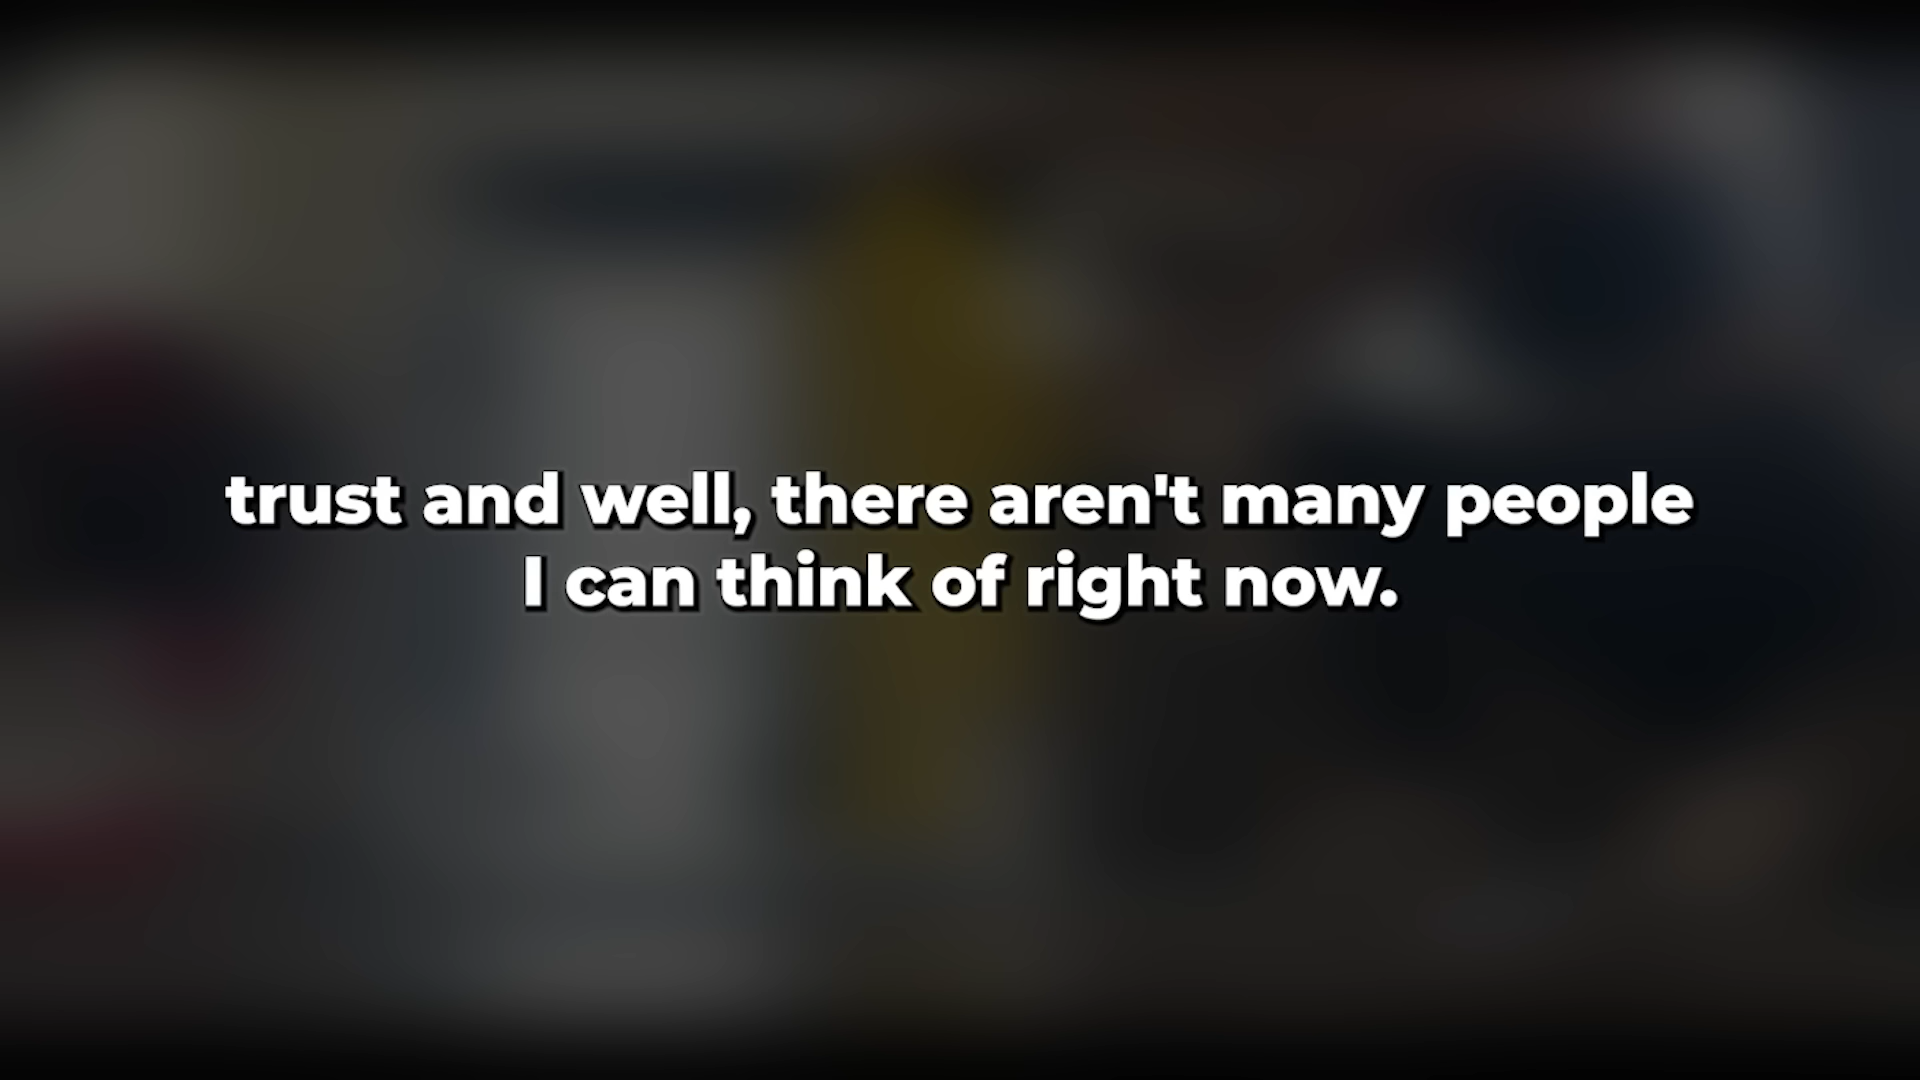 trust and well, there aren't many people
I can think of right now.